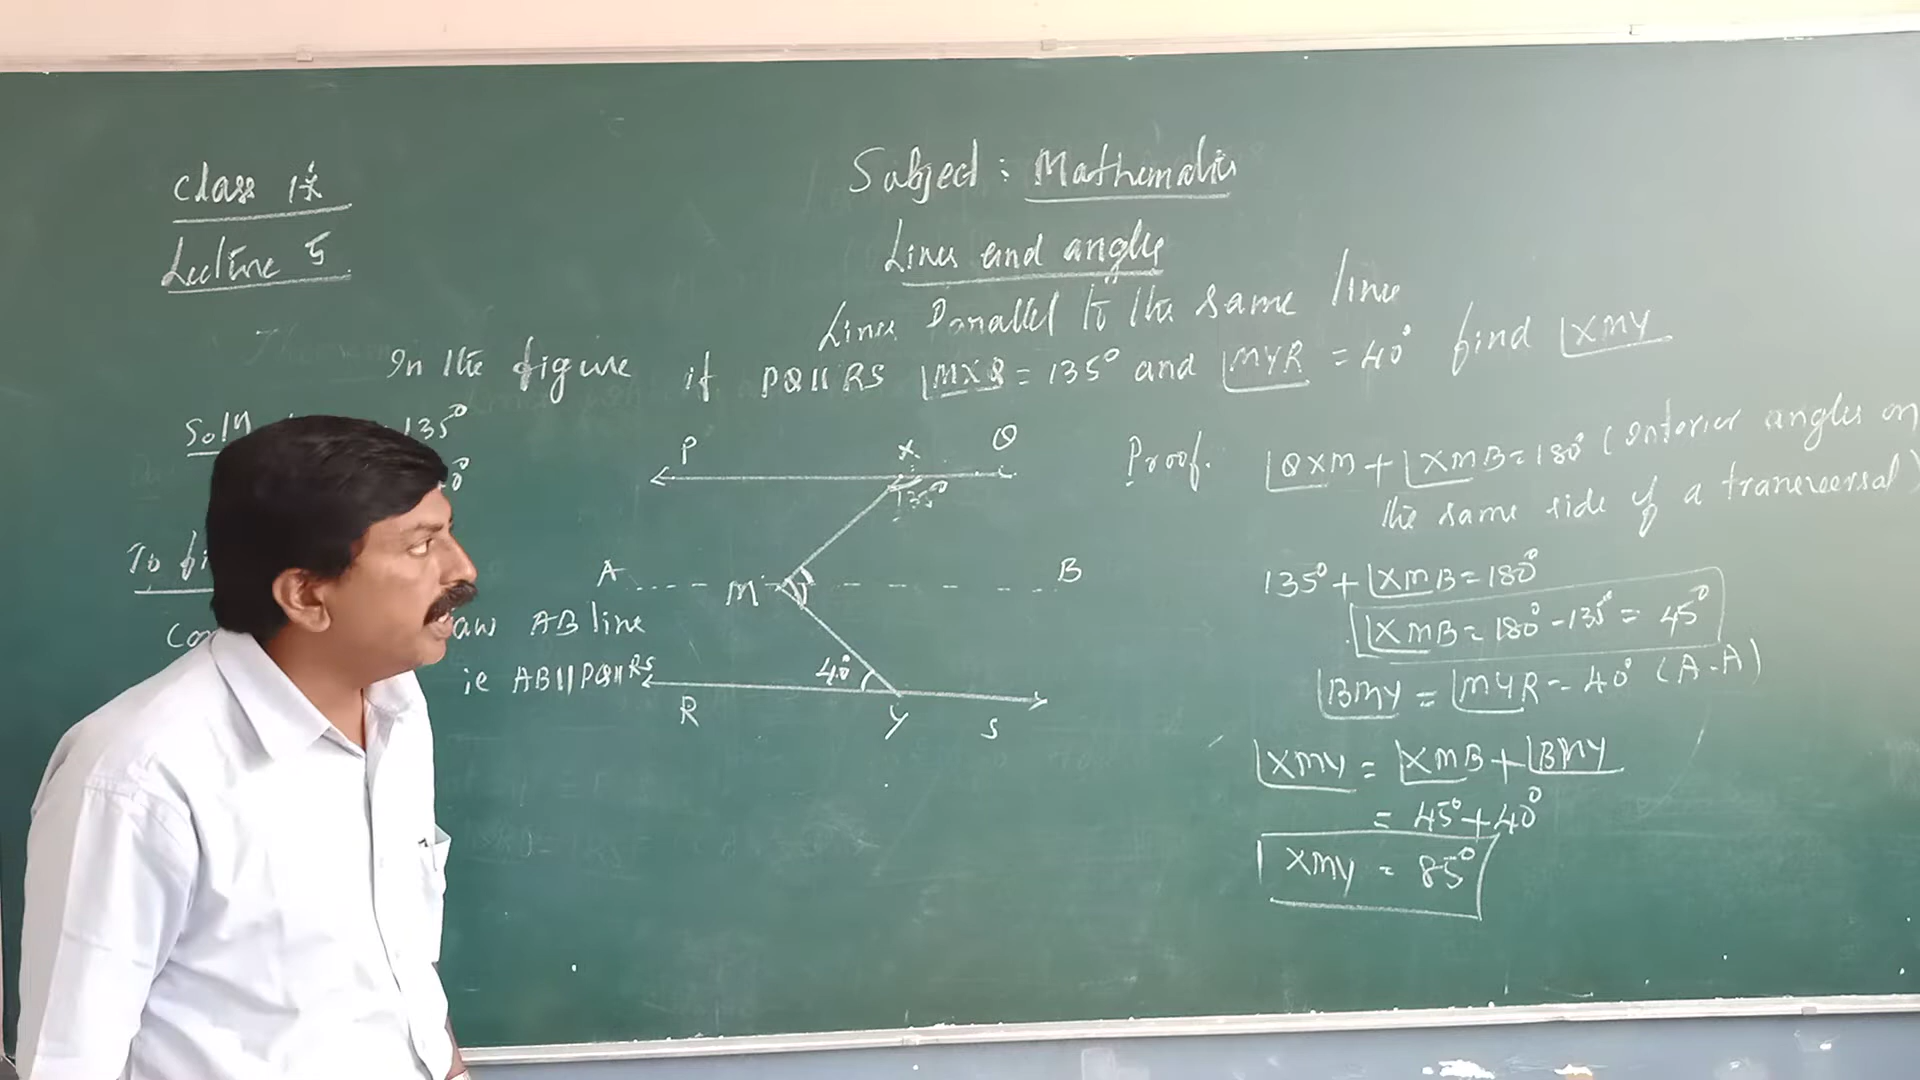 Class IX
Lecture 5
Subject: Mathematics
Lines and angles
Lines Parallel to the same line
In the figure if PQ||RS ∠MXQ = 135° and ∠MYR = 40° find ∠XMY
Soln
135°
0°
To fi
Co
aw AB line
ie AB||PQ||RS
P X Q
135°
A M B
40°
R Y S
Proof. ∠QXM + ∠XMB = 180° (Interior angles on
the same side of a transversal)
135° + ∠XMB = 180°
∠XMB = 180° - 135° = 45°
∠BMY = ∠MYR = 40° (A-A)
∠XMY = ∠XMB + ∠BMY
= 45° + 40°
∠XMY = 85°